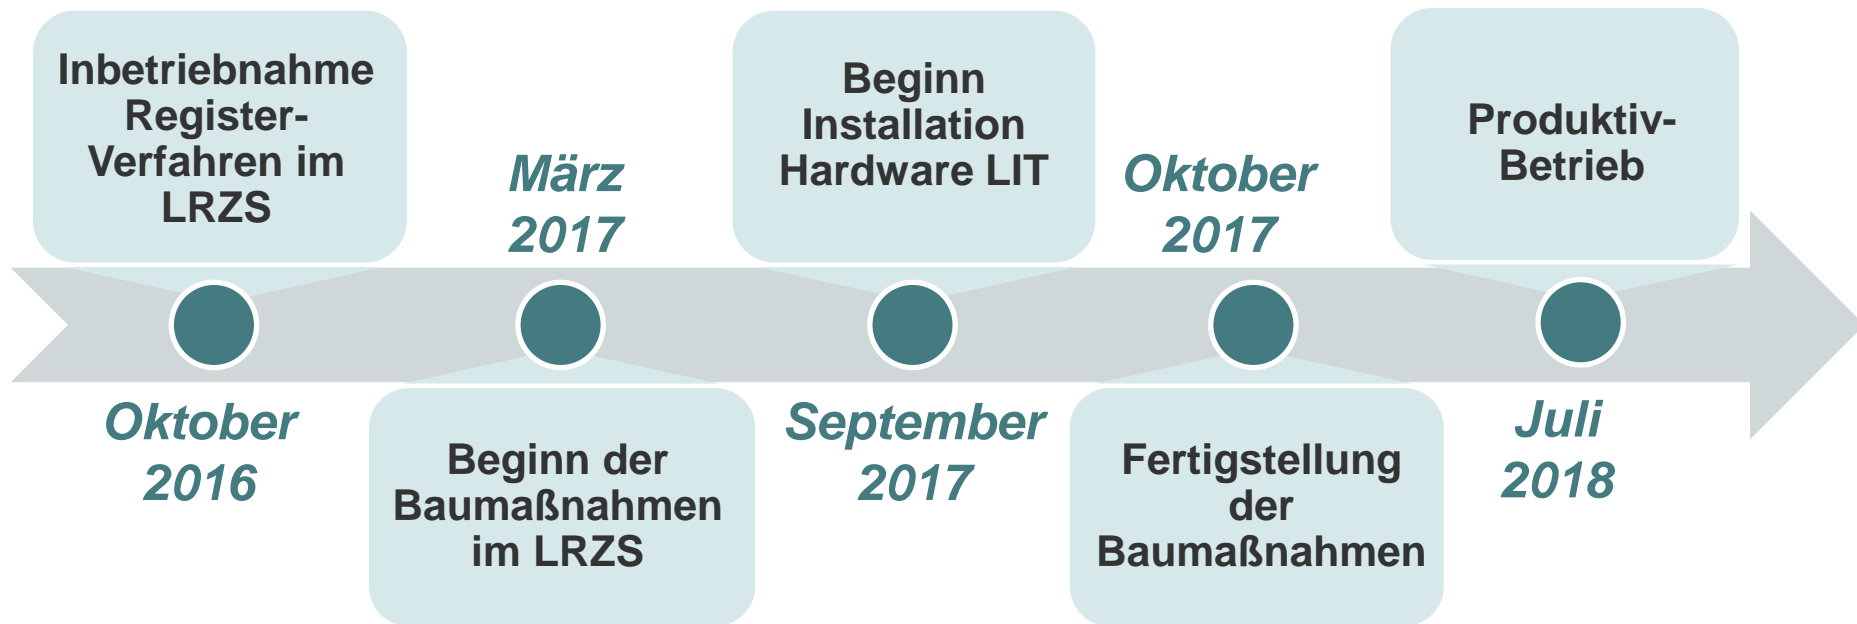 Inbetriebnahme
Register-
Verfahren im
LRZS
Oktober
2016
März
2017
Beginn der
Baumaßnahmen
im LRZS
Beginn
Installation
Hardware LIT
September
2017
Oktober
2017
Fertigstellung
der
Baumaßnahmen
Produktiv-
Betrieb
Juli
2018